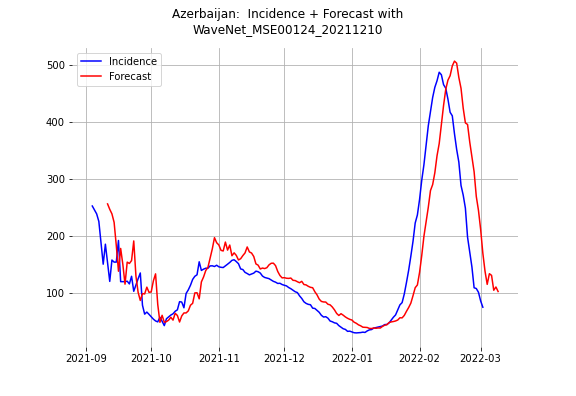 Azerbaijan:  Incidence + Forecast with
WaveNet_MSE00124_20211210
Incidence
Forecast
500
400
300
200
100
2021-09 2021-10 2021-11 2021-12 2022-01 2022-02 2022-03